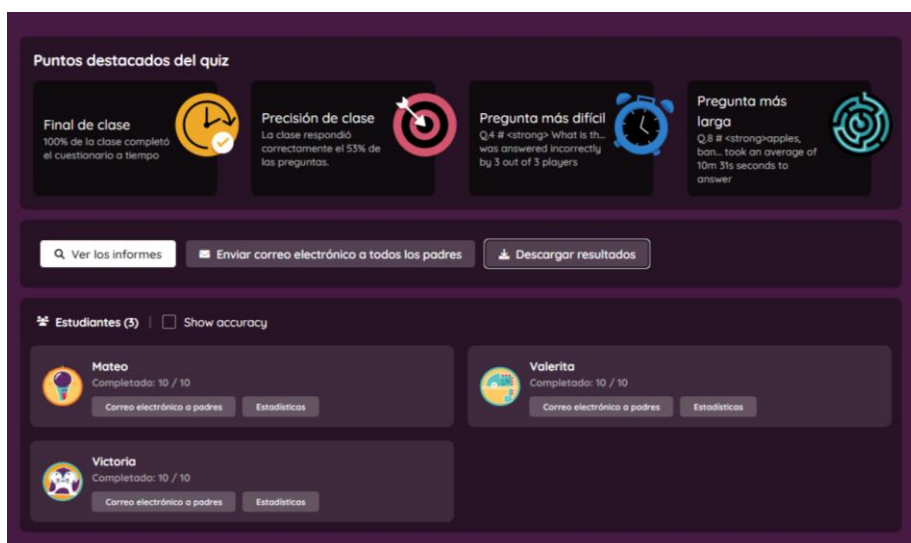 Puntos destacados del quiz
Final de clase
100% de la clase completó
el cuestionario a tiempo
Precisión de clase
La clase respondió
correctamente el 53% de
las preguntas.
Pregunta más difícil
Q.4 # <strong> What is th...
was answered incorrectly
by 3 out of 3 players
Pregunta más
larga
Q.8 # <strong>apples,
ban... took an average of
10m 31s seconds to
answer
Ver los informes
Enviar correo electrónico a todos los padres
Descargar resultados
Estudiantes (3) | Show accuracy
Mateo
Completado: 10 / 10
Correo electrónico a padres Estadísticas
Valerita
Completado: 10 / 10
Correo electrónico a padres Estadísticas
Victoria
Completado: 10 / 10
Correo electrónico a padres Estadísticas